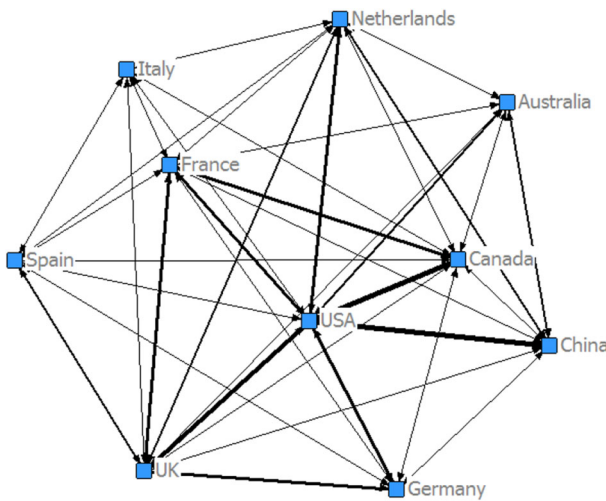 Netherlands
Italy
Australia
France
Spain
Canada
USA
China
UK
Germany